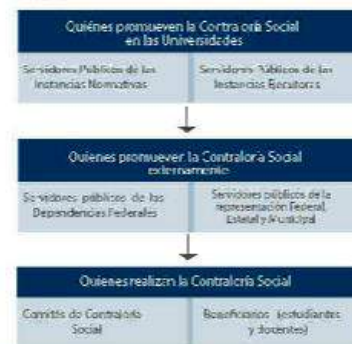 Quiénes promueven la Contraloría Social
en las Universidades
Servidores Públicos de las
Instancias Normativas
Servidores Públicos de las
Instancias Ejecutoras
Quienes promueven la Contraloría Social
externamente
Servidores públicos de las
Dependencias Federales
Servidores públicos de la
representación Federal,
Estatal y Municipal
Quienes realizan la Contraloría Social
Comités de Contraloría
Social
Beneficiarios (estudiantes
y docentes)